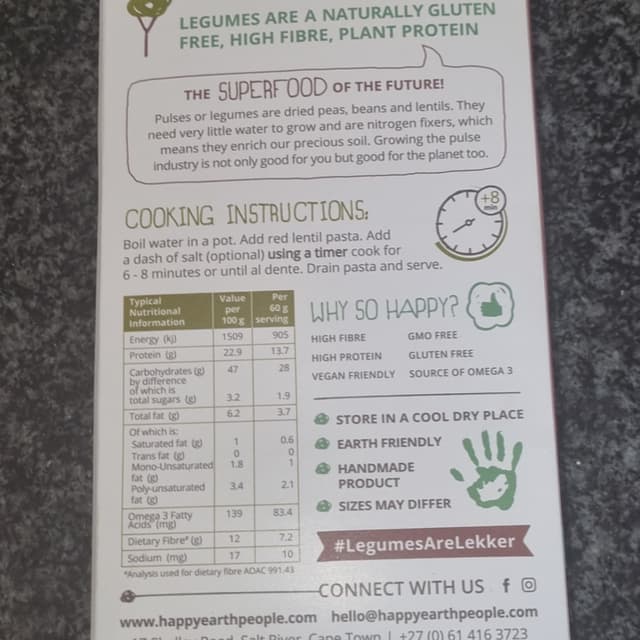 LEGUMES ARE A NATURALLY GLUTEN
FREE, HIGH FIBRE, PLANT PROTEIN
THE SUPERFOOD OF THE FUTURE!
Pulses or legumes are dried peas, beans and lentils. They
need very little water to grow and are nitrogen fixers, which
means they enrich our precious soil. Growing the pulse
industry is not only good for you but good for the planet too.
COOKING INSTRUCTIONS:
+8
min
Boil water in a pot. Add red lentil pasta. Add
a dash of salt (optional) using a timer cook for
6 - 8 minutes or until al dente. Drain pasta and serve.
Typical Nutritional Information Value per 100 g Per 60 g serving
Energy (kj) 1509 905
Protein (g) 22.9 13.7
Carbohydrates (g) 47 28
by difference
of which is
total sugars (g) 3.2 1.9
Total fat (g) 6.2 3.7
Of which is:
Saturated fat (g) 1 0.6
Trans fat (g) 0 0
Mono-Unsaturated 1.8 1
fat (g)
Poly-unsaturated 3.4 2.1
fat (g)
Omega 3 Fatty 139 83.4
Acids (mg)
Dietary Fibre# (g) 12 7.2
Sodium (mg) 17 10
#Analysis used for dietary fibre AOAC 991.43
WHY SO HAPPY?
HIGH FIBRE GMO FREE
HIGH PROTEIN GLUTEN FREE
VEGAN FRIENDLY SOURCE OF OMEGA 3
STORE IN A COOL DRY PLACE
EARTH FRIENDLY
HANDMADE
PRODUCT
SIZES MAY DIFFER
#LegumesAreLekker
CONNECT WITH US f
www.happyearthpeople.com hello@happyearthpeople.com
Road, Salt River, Cape Town | +27 (0) 61 416 3723